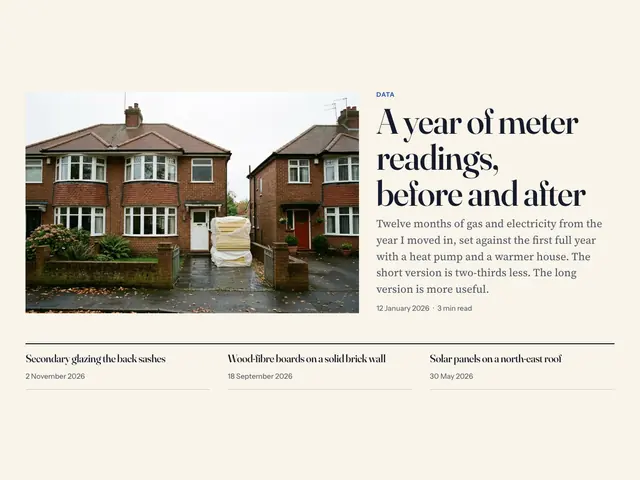 DATA
A year of meter
readings,
before and after
Twelve months of gas and electricity from the
year I moved in, set against the first full year
with a heat pump and a warmer house. The
short version is two-thirds less. The long
version is more useful.
12 January 2026 · 3 min read
Secondary glazing the back sashes
2 November 2026
Wood-fibre boards on a solid brick wall
18 September 2026
Solar panels on a north-east roof
30 May 2026